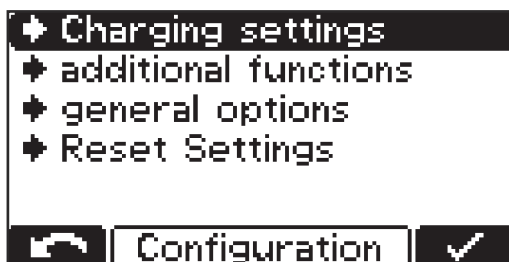 Charging settings
additional functions
general options
Reset Settings
Configuration